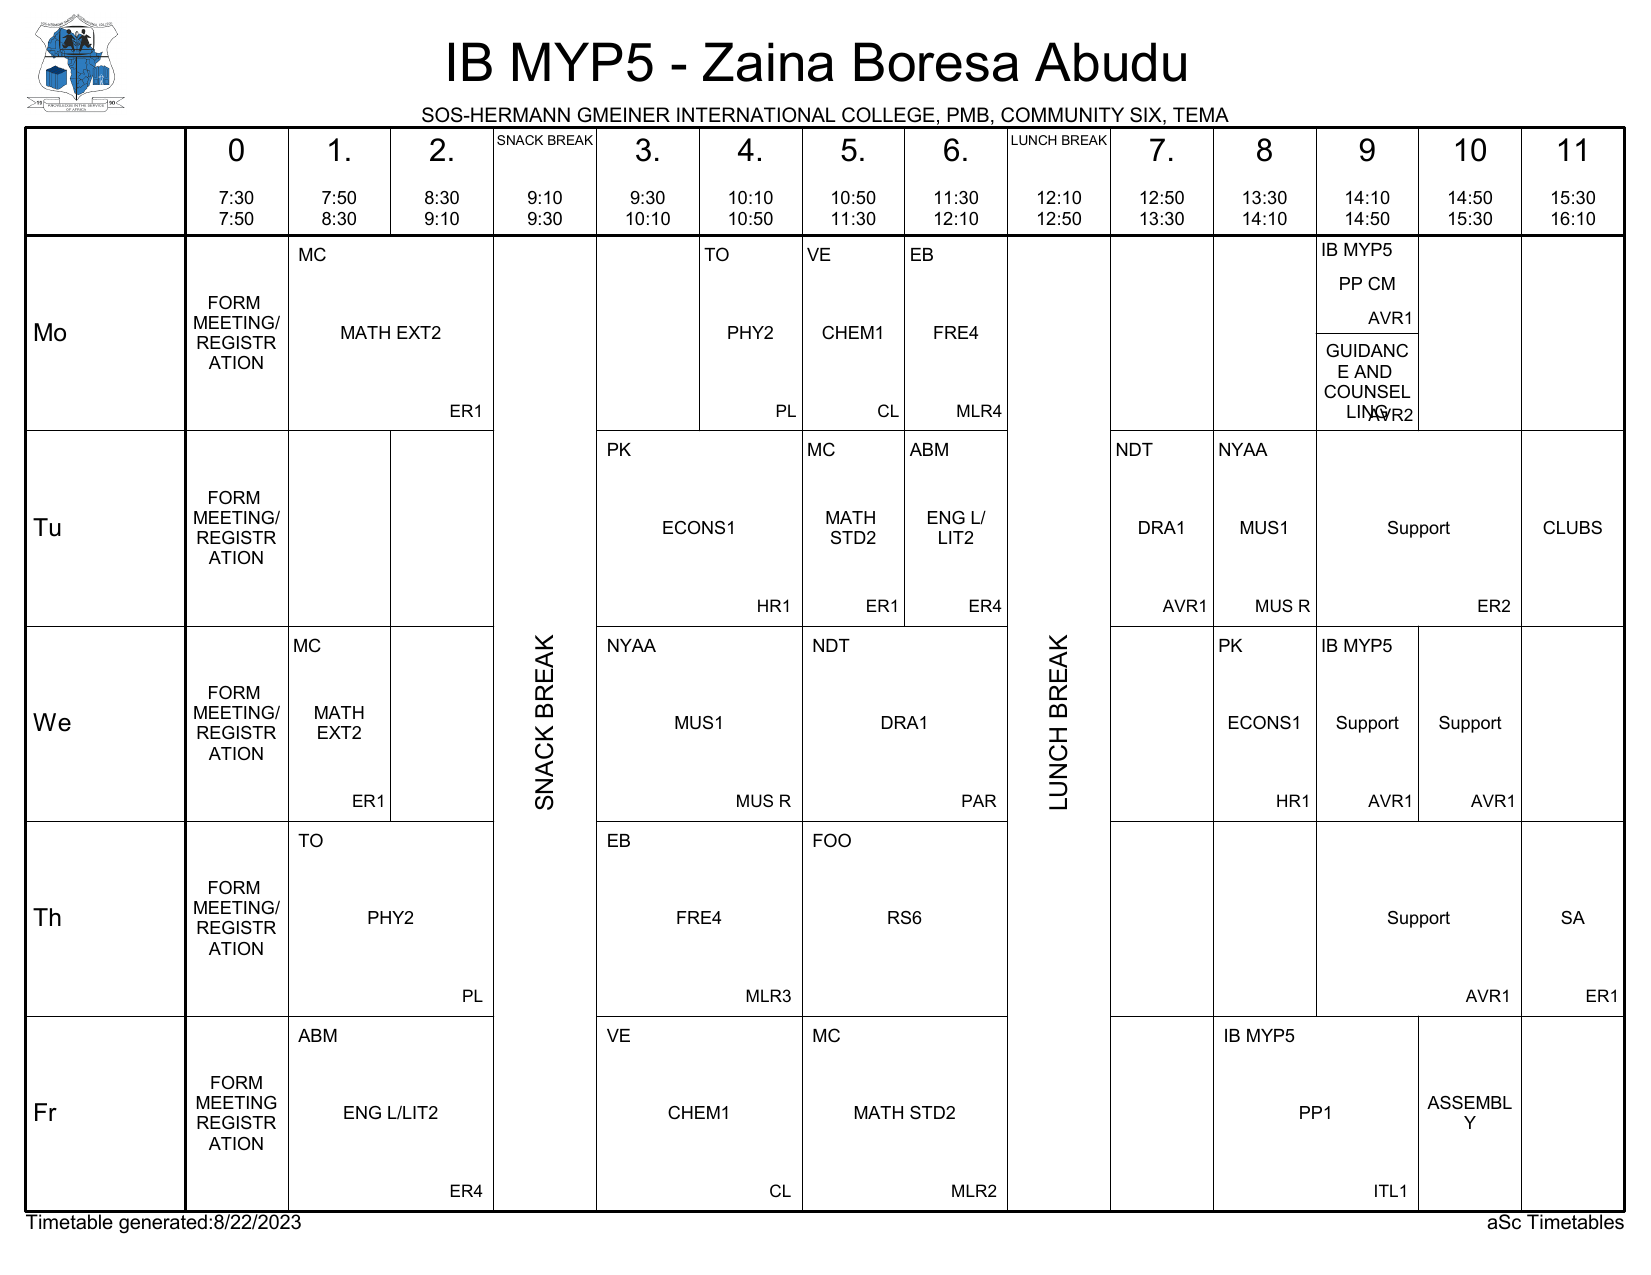 IB MYP5 - Zaina Boresa Abudu
SOS-HERMANN GMEINER INTERNATIONAL COLLEGE, PMB, COMMUNITY SIX, TEMA
KNOWLEDGE IN THE SERVICE
OF AFRICA
19
90
0
7:30
7:50
1.
7:50
8:30
2.
8:30
9:10
SNACK BREAK
9:10
9:30
3.
9:30
10:10
4.
10:10
10:50
5.
10:50
11:30
6.
11:30
12:10
LUNCH BREAK
12:10
12:50
7.
12:50
13:30
8
13:30
14:10
9
14:10
14:50
10
14:50
15:30
11
15:30
16:10
Mo
FORM
MEETING/
REGISTR
ATION
MC
MATH EXT2
ER1
TO
PHY2
PL
VE
CHEM1
CL
EB
FRE4
MLR4
IB MYP5
PP CM
AVR1
GUIDANC
E AND
COUNSEL
LING
AVR2
Tu
FORM
MEETING/
REGISTR
ATION
PK
ECONS1
HR1
MC
MATH
STD2
ER1
ABM
ENG L/
LIT2
ER4
NDT
DRA1
AVR1
NYAA
MUS1
MUS R
Support
ER2
CLUBS
SNACK BREAK
LUNCH BREAK
We
FORM
MEETING/
REGISTR
ATION
MC
MATH
EXT2
ER1
NYAA
MUS1
MUS R
NDT
DRA1
PAR
PK
ECONS1
HR1
IB MYP5
Support
AVR1
Support
AVR1
Th
FORM
MEETING/
REGISTR
ATION
TO
PHY2
PL
EB
FRE4
MLR3
FOO
RS6
Support
AVR1
SA
ER1
Fr
FORM
MEETING
REGISTR
ATION
ABM
ENG L/LIT2
ER4
VE
CHEM1
CL
MC
MATH STD2
MLR2
IB MYP5
PP1
ITL1
ASSEMBL
Y
Timetable generated:8/22/2023
aSc Timetables